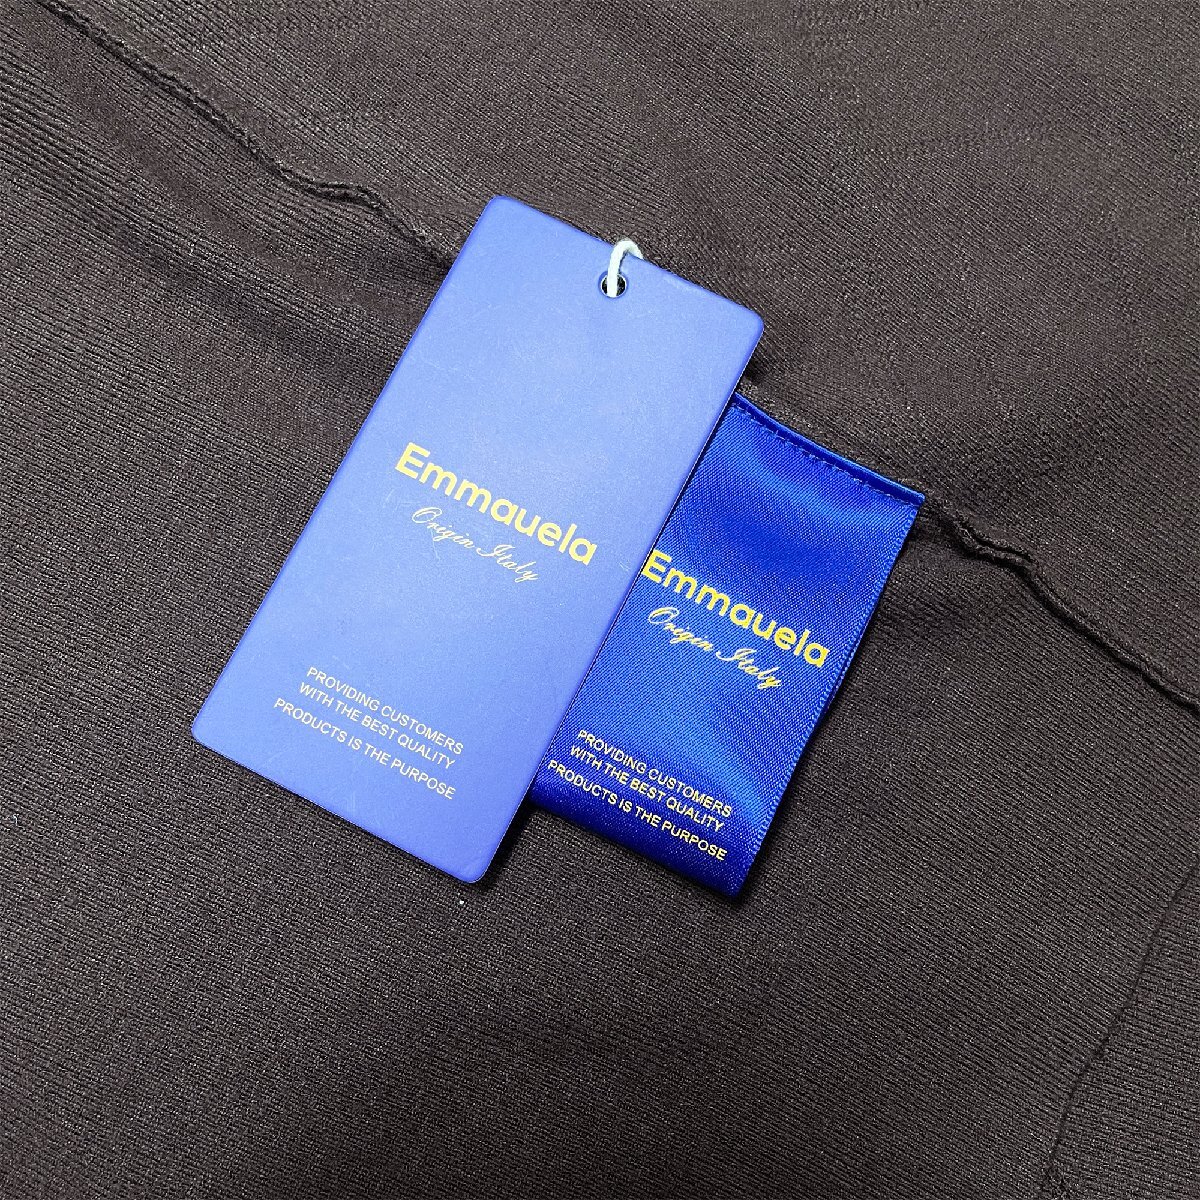 Emmauela
Origin Italy
PROVIDING CUSTOMERS
WITH THE BEST QUALITY
PRODUCTS IS THE PURPOSE
Emmauela
Origin Italy
PROVIDING CUSTOMERS
WITH THE BEST QUALITY
PRODUCTS IS THE PURPOSE